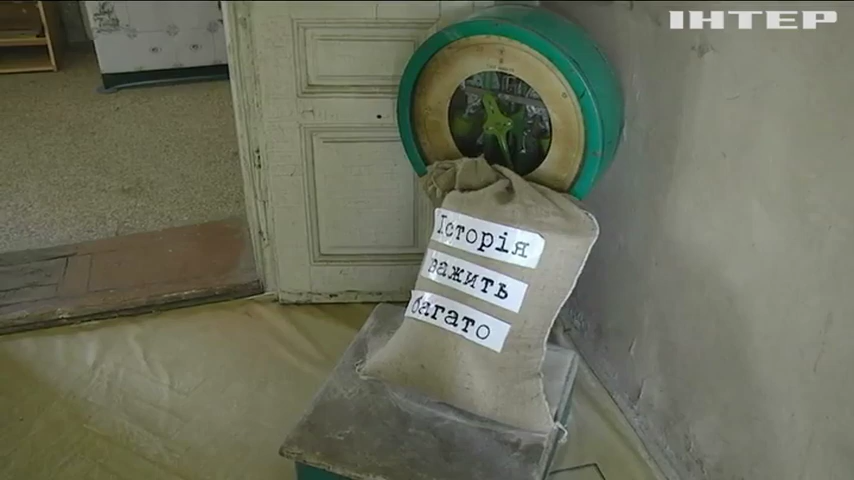 ІНТЕР
Історія
важить
багато